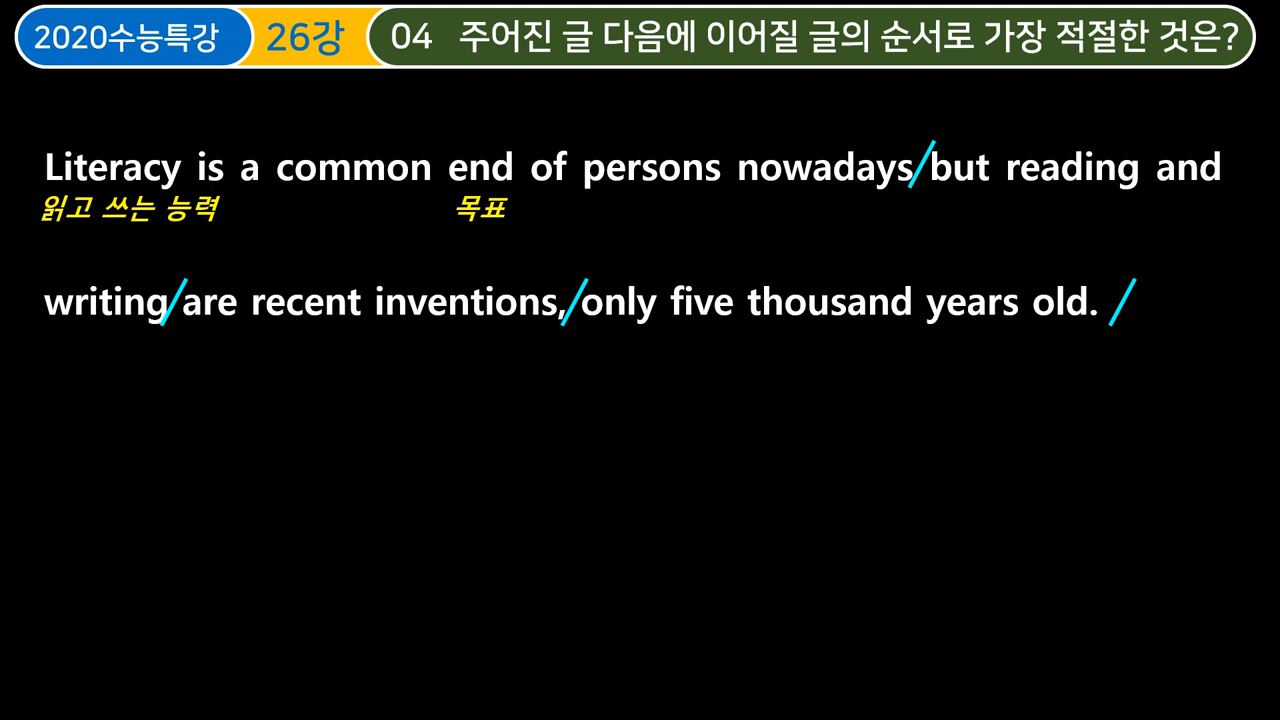 2020수능특강 26강 04 주어진 글 다음에 이어질 글의 순서로 가장 적절한 것은?
Literacy is a common end of persons nowadays but reading and
읽고 쓰는 능력 목표
writing are recent inventions, only five thousand years old.